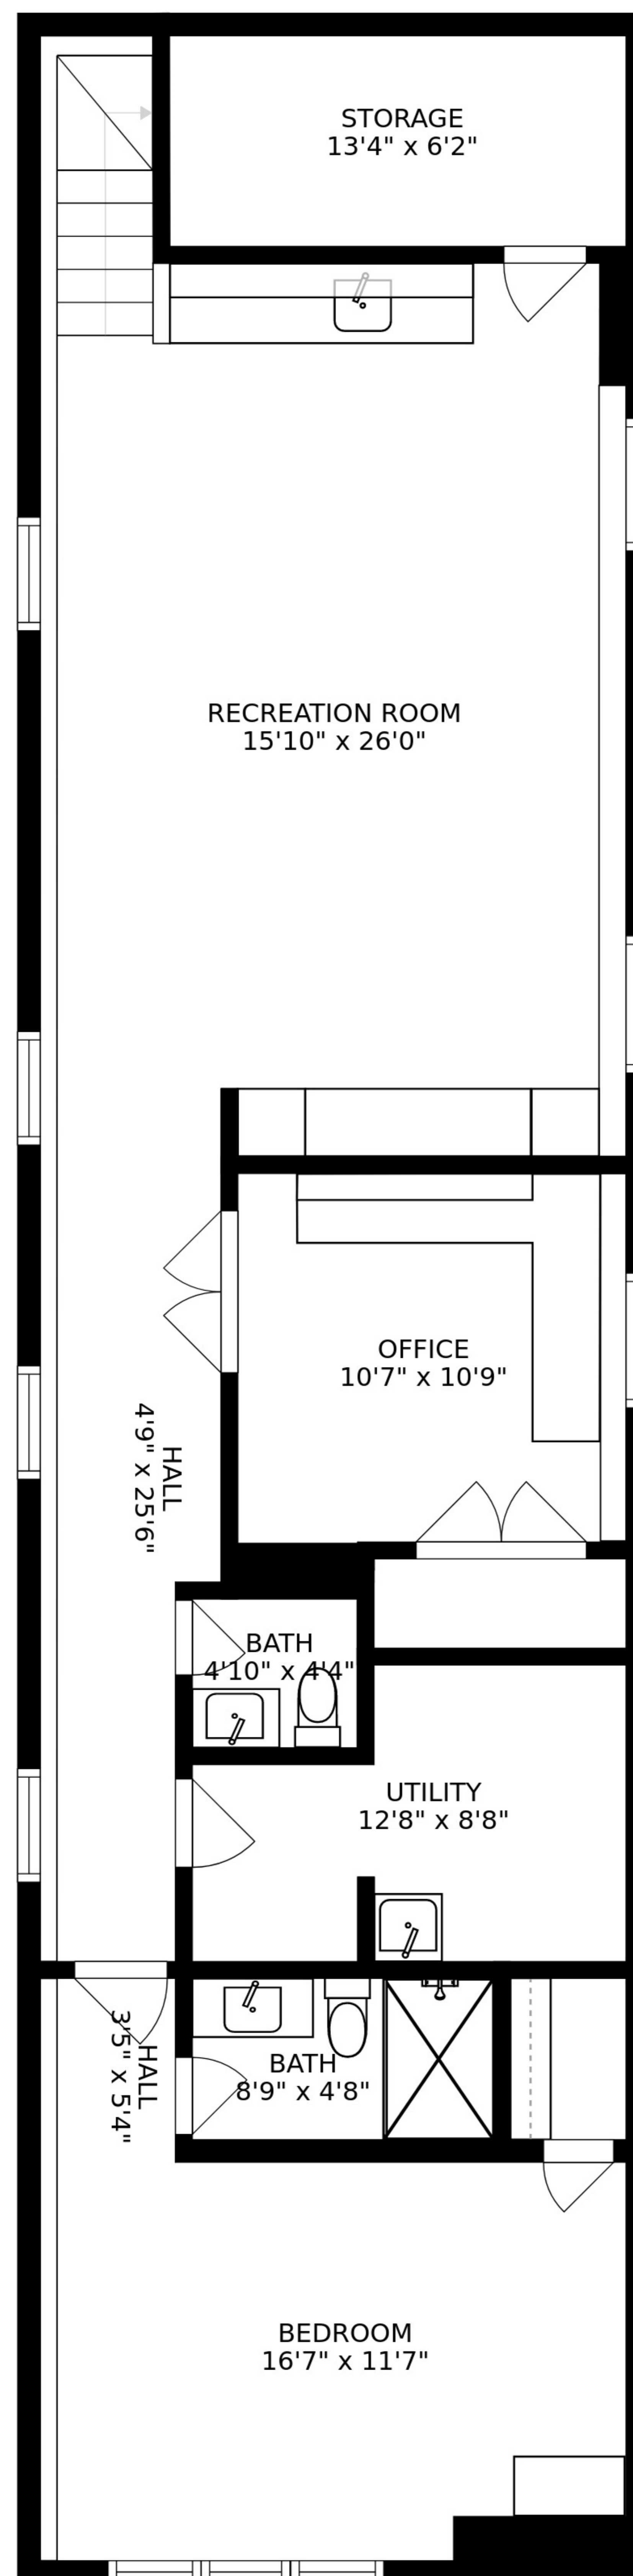 STORAGE
13'4" x 6'2"
RECREATION ROOM
15'10" x 26'0"
OFFICE
10'7" x 10'9"
HALL
4'9" x 25'6"
BATH
4'10" x 4'4"
UTILITY
12'8" x 8'8"
HALL
3'5" x 5'4"
BATH
8'9" x 4'8"
BEDROOM
16'7" x 11'7"